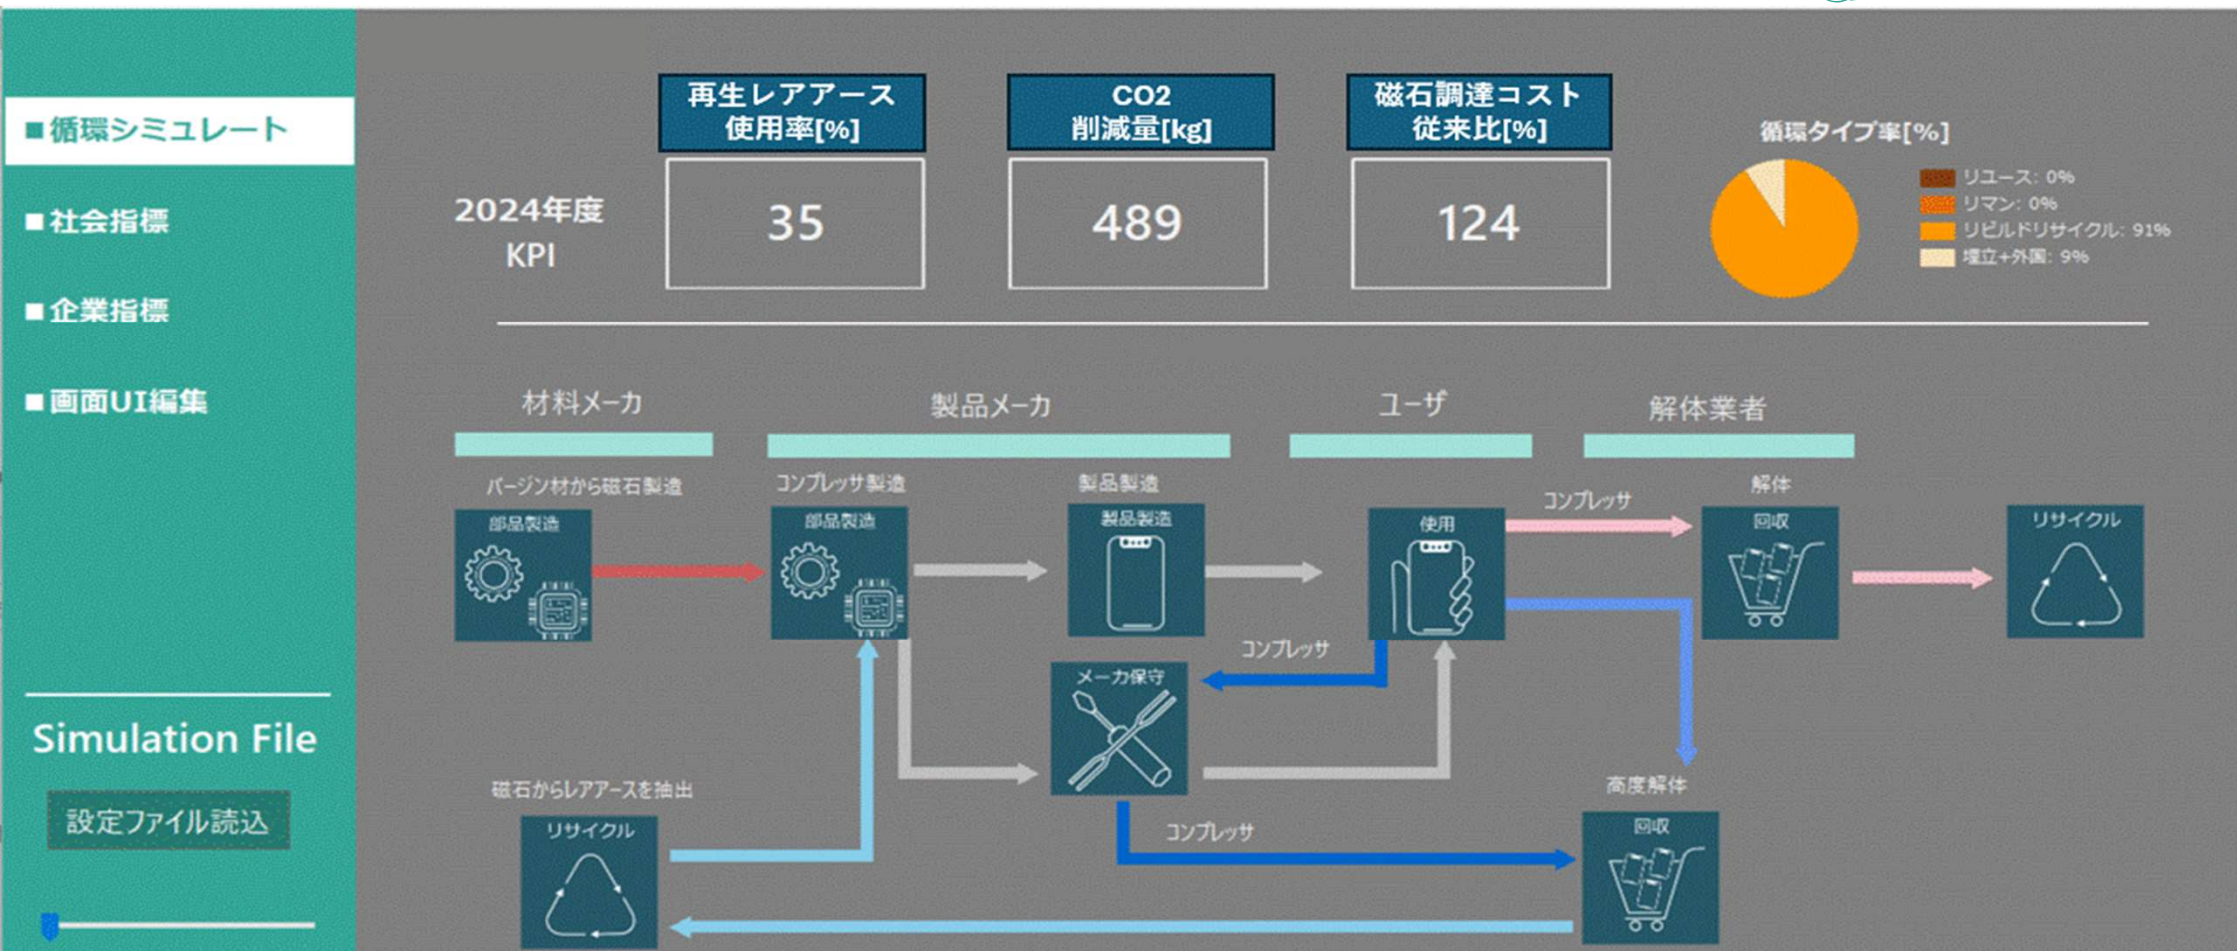 ■循環シミュレート
■社会指標
■企業指標
■画面UI編集
Simulation File
設定ファイル読込
2024年度
KPI
再生レアアース
使用率[%]
35
CO2
削減量[kg]
489
磁石調達コスト
従来比[%]
124
循環タイプ率[%]
リユース: 0%
リマン: 0%
リビルドリサイクル: 91%
埋立+外国: 9%
材料メーカ
製品メーカ
ユーザ
解体業者
バージン材から磁石製造
部品製造
コンプレッサ製造
部品製造
製品製造
製品製造
使用
コンプレッサ
解体
回収
リサイクル
コンプレッサ
メーカ保守
コンプレッサ
磁石からレアアースを抽出
リサイクル
高度解体
回収